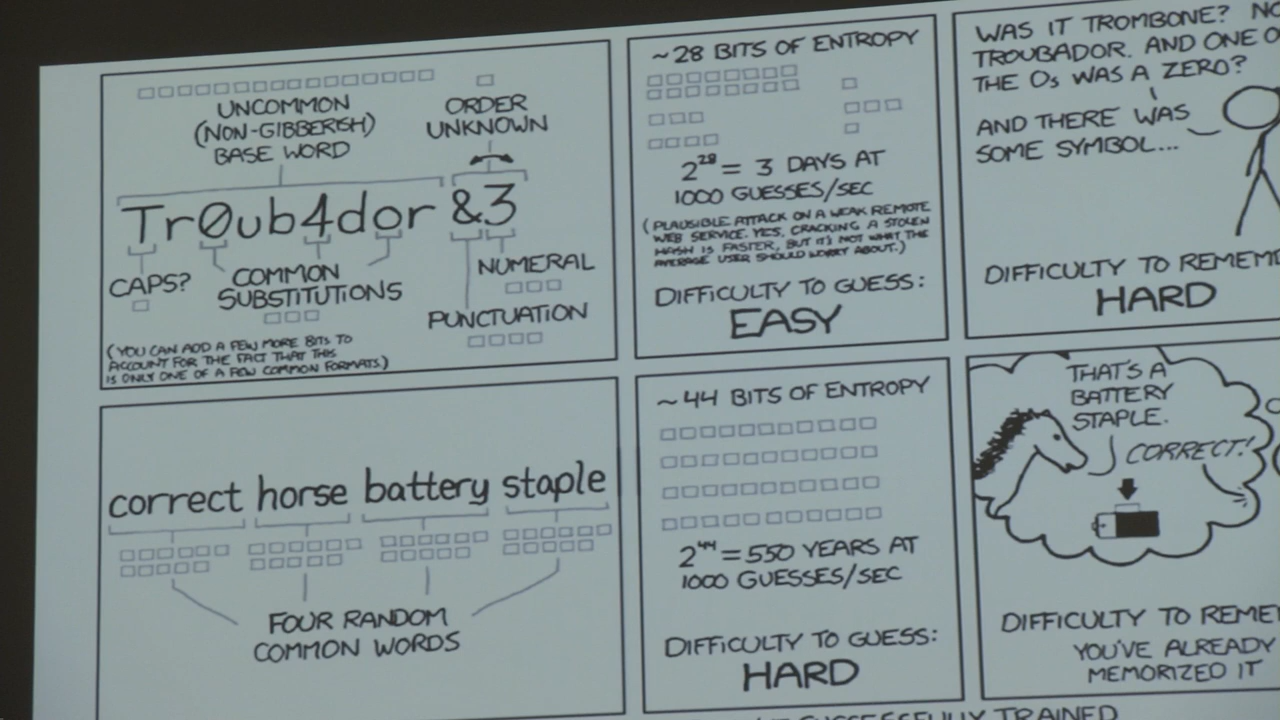 UNCOMMON
(NON-GIBBERISH)
BASE WORD
ORDER
UNKNOWN
Tr0ub4dor &3
CAPS?
COMMON
SUBSTITUTIONS
NUMERAL
PUNCTUATION
(YOU CAN ADD A FEW MORE BITS TO
ACCOUNT FOR THE FACT THAT THIS
IS ONLY ONE OF A FEW COMMON FORMATS.)
~28 BITS OF ENTROPY
2²⁸ = 3 DAYS AT
1000 GUESSES/SEC
(PLAUSIBLE ATTACK ON A WEAK REMOTE
WEB SERVICE. YES, CRACKING A STOLEN
HASH IS FASTER, BUT IT'S NOT WHAT THE
AVERAGE USER SHOULD WORRY ABOUT.)
DIFFICULTY TO GUESS:
EASY
WAS IT TROMBONE? NO
TROUBADOR. AND ONE O
THE Os WAS A ZERO?
AND THERE WAS
SOME SYMBOL...
DIFFICULTY TO REMEM
HARD
correct horse battery staple
FOUR RANDOM
COMMON WORDS
~44 BITS OF ENTROPY
2⁴⁴ = 550 YEARS AT
1000 GUESSES/SEC
DIFFICULTY TO GUESS:
HARD
THAT'S A
BATTERY
STAPLE.
CORRECT!
DIFFICULTY TO REME
YOU'VE ALREADY
MEMORIZED IT
SUCCESSFULLY TRAINED